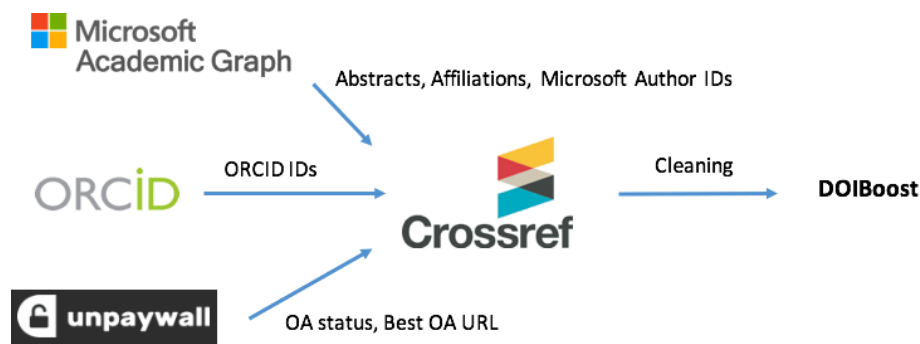 Microsoft
Academic Graph
Abstracts, Affiliations, Microsoft Author IDs
ORCID
ORCID IDs
Crossref
Cleaning
DOIBoost
unpaywall
OA status, Best OA URL